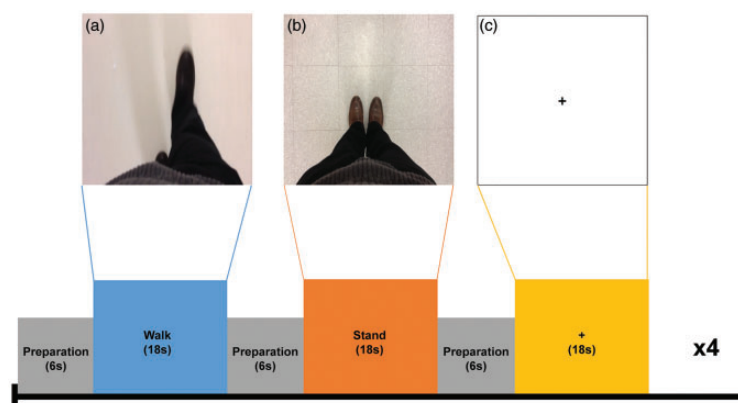 (a)
(b)
(c)
+
Preparation
(6s)
Walk
(18s)
Preparation
(6s)
Stand
(18s)
Preparation
(6s)
+
(18s)
x4